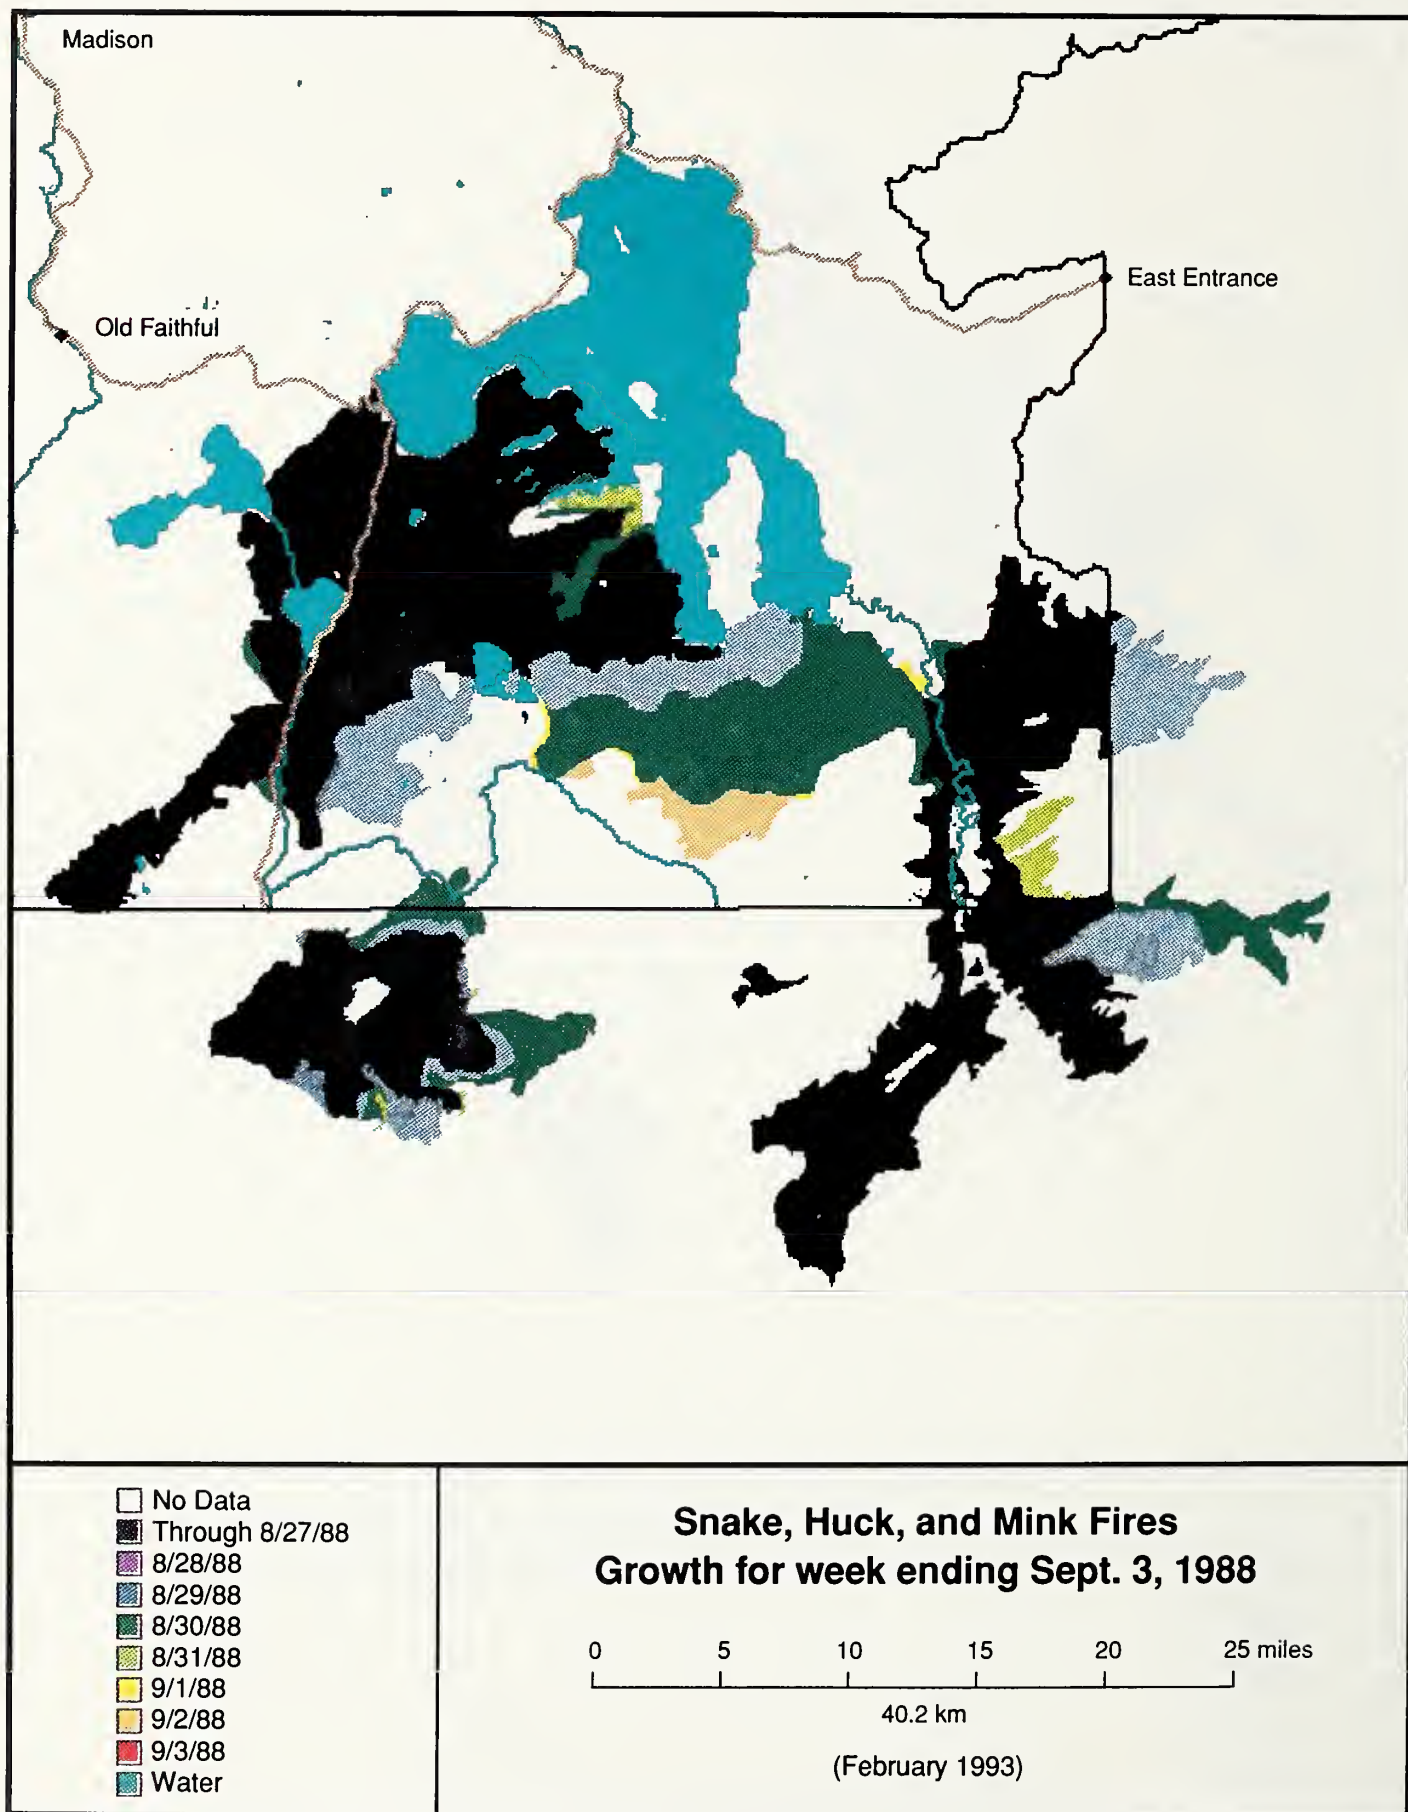 Madison
East Entrance
Old Faithful
No Data
Through 8/27/88
8/28/88
8/29/88
8/30/88
8/31/88
9/1/88
9/2/88
9/3/88
Water
Snake, Huck, and Mink Fires
Growth for week ending Sept. 3, 1988
0 5 10 15 20 25 miles
40.2 km
(February 1993)